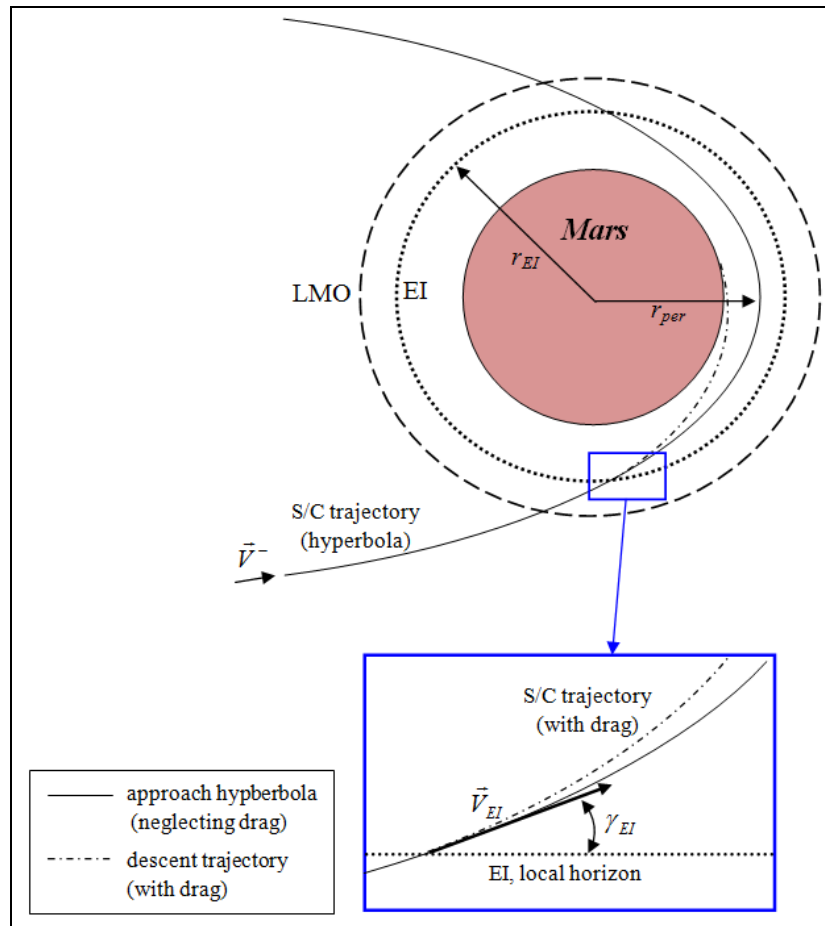 Mars
r_EI
LMO
EI
r_per
S/C trajectory
(hyperbola)
V⃗⁻
S/C trajectory
(with drag)
V⃗_EI
γ_EI
EI, local horizon
approach hypberbola
(neglecting drag)
descent trajectory
(with drag)